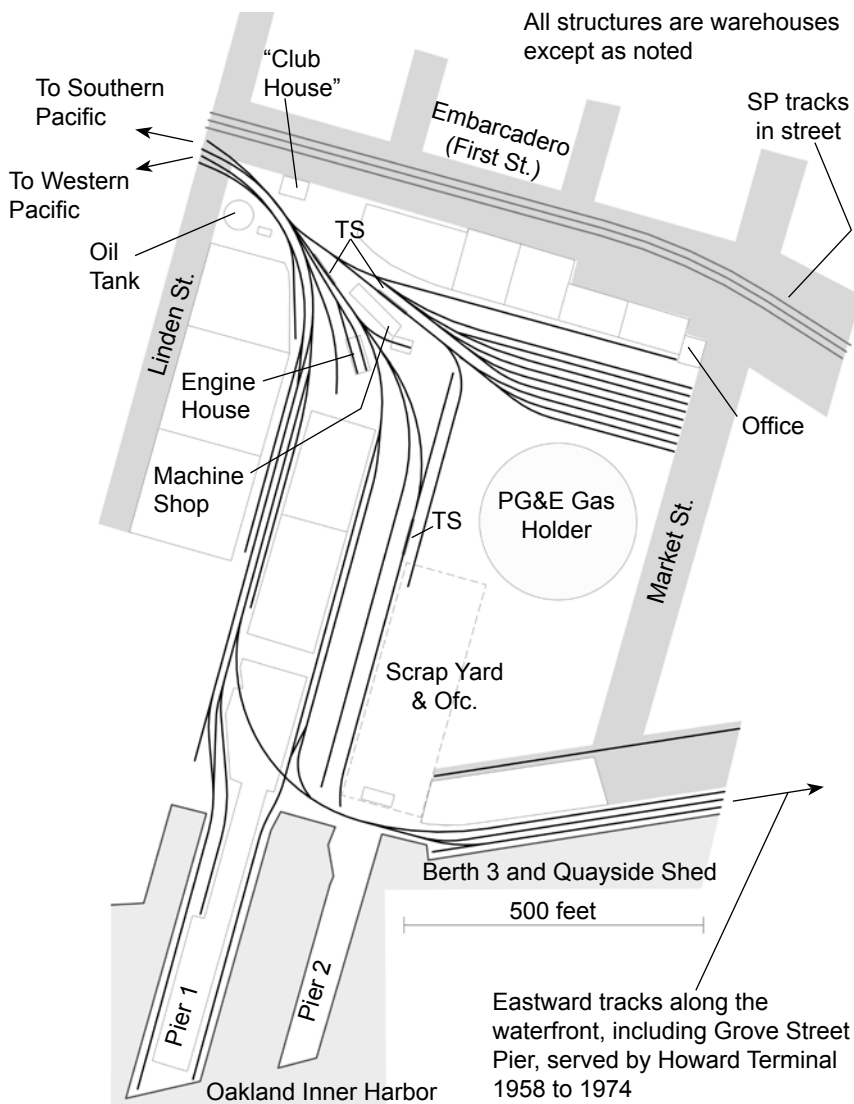 All structures are warehouses
except as noted
“Club
House”
To Southern
Pacific
Embarcadero
(First St.)
SP tracks
in street
To Western
Pacific
TS
Oil
Tank
Linden St.
Engine
House
Office
Machine
Shop
PG&E Gas
Holder
TS
Market St.
Scrap Yard
& Ofc.
Berth 3 and Quayside Shed
500 feet
Pier 1
Pier 2
Eastward tracks along the
waterfront, including Grove Street
Pier, served by Howard Terminal
1958 to 1974
Oakland Inner Harbor